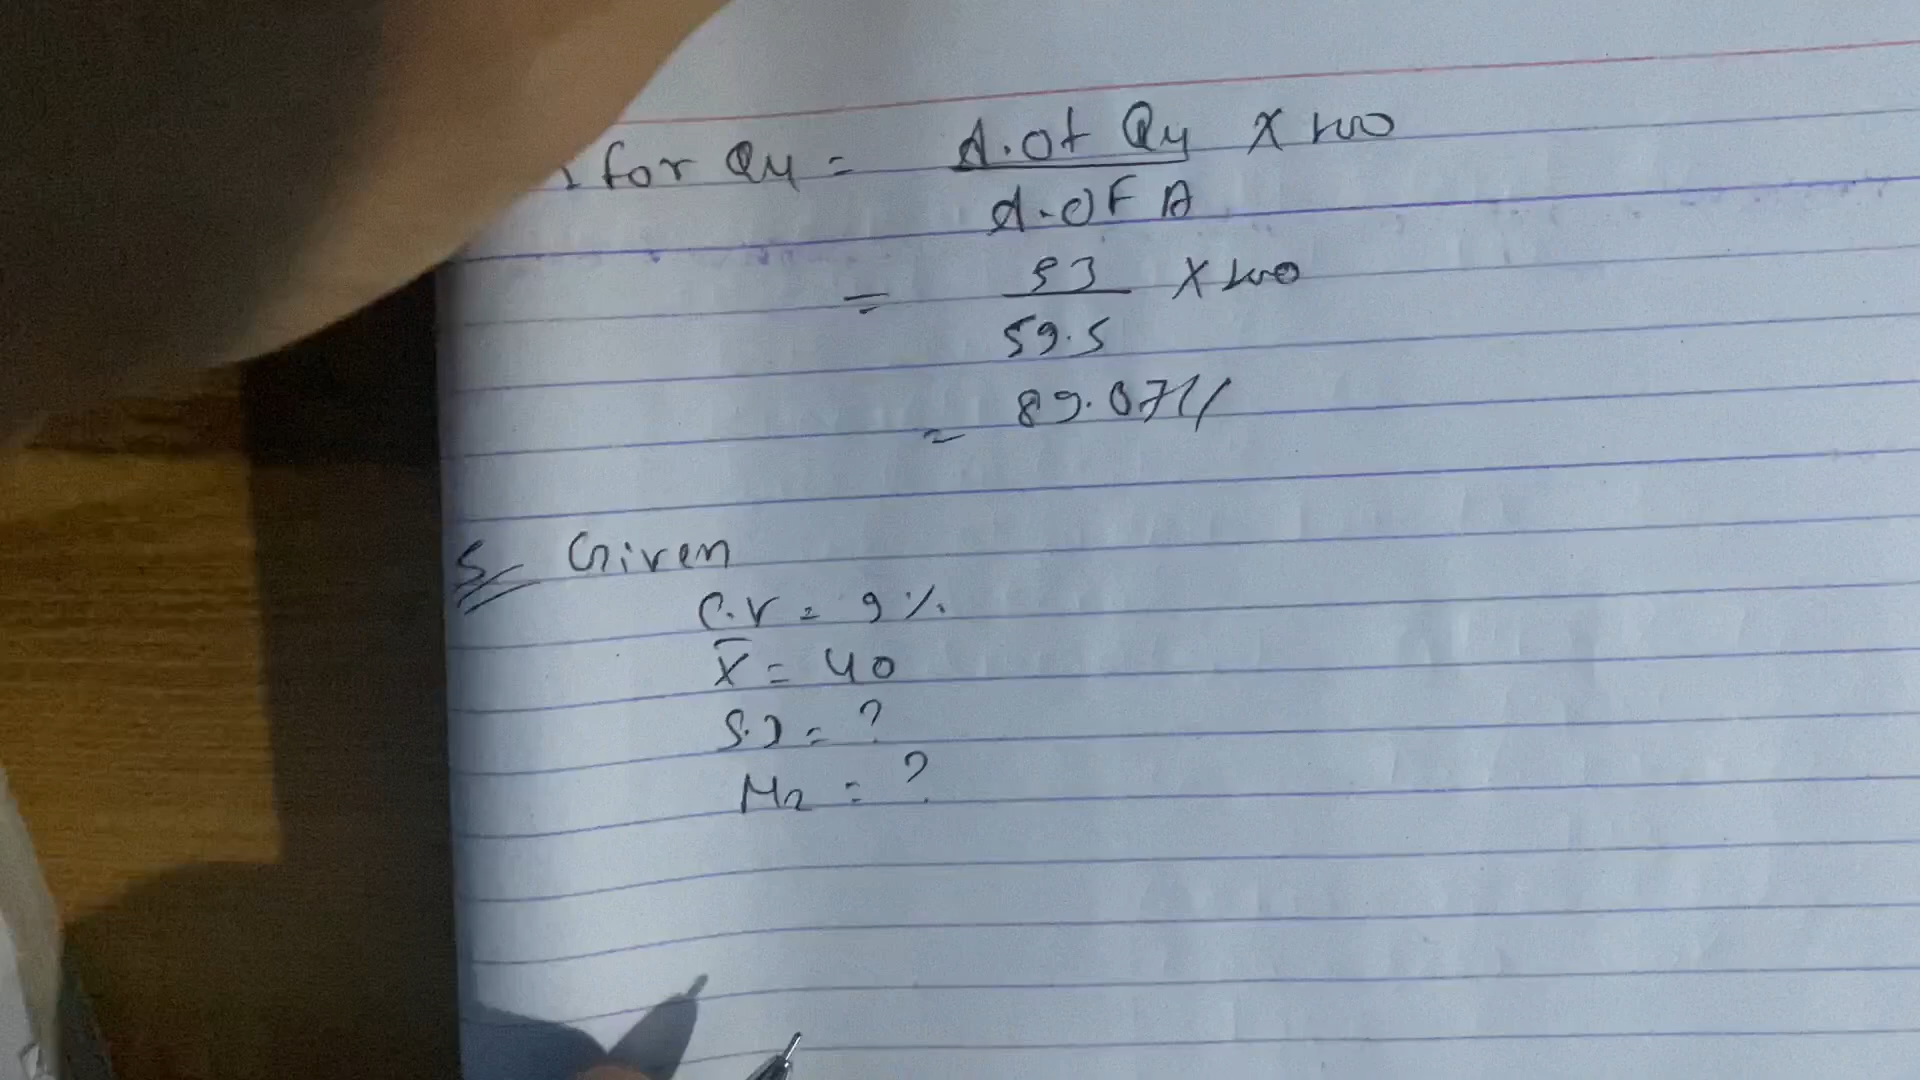 for Q4 = A.of Q4 × 100
A.OF A
= 53 × 100
59.5
= 89.07//
5/ Given
C.V = 9 %
X̄ = 40
S.D = ?
M2 = ?